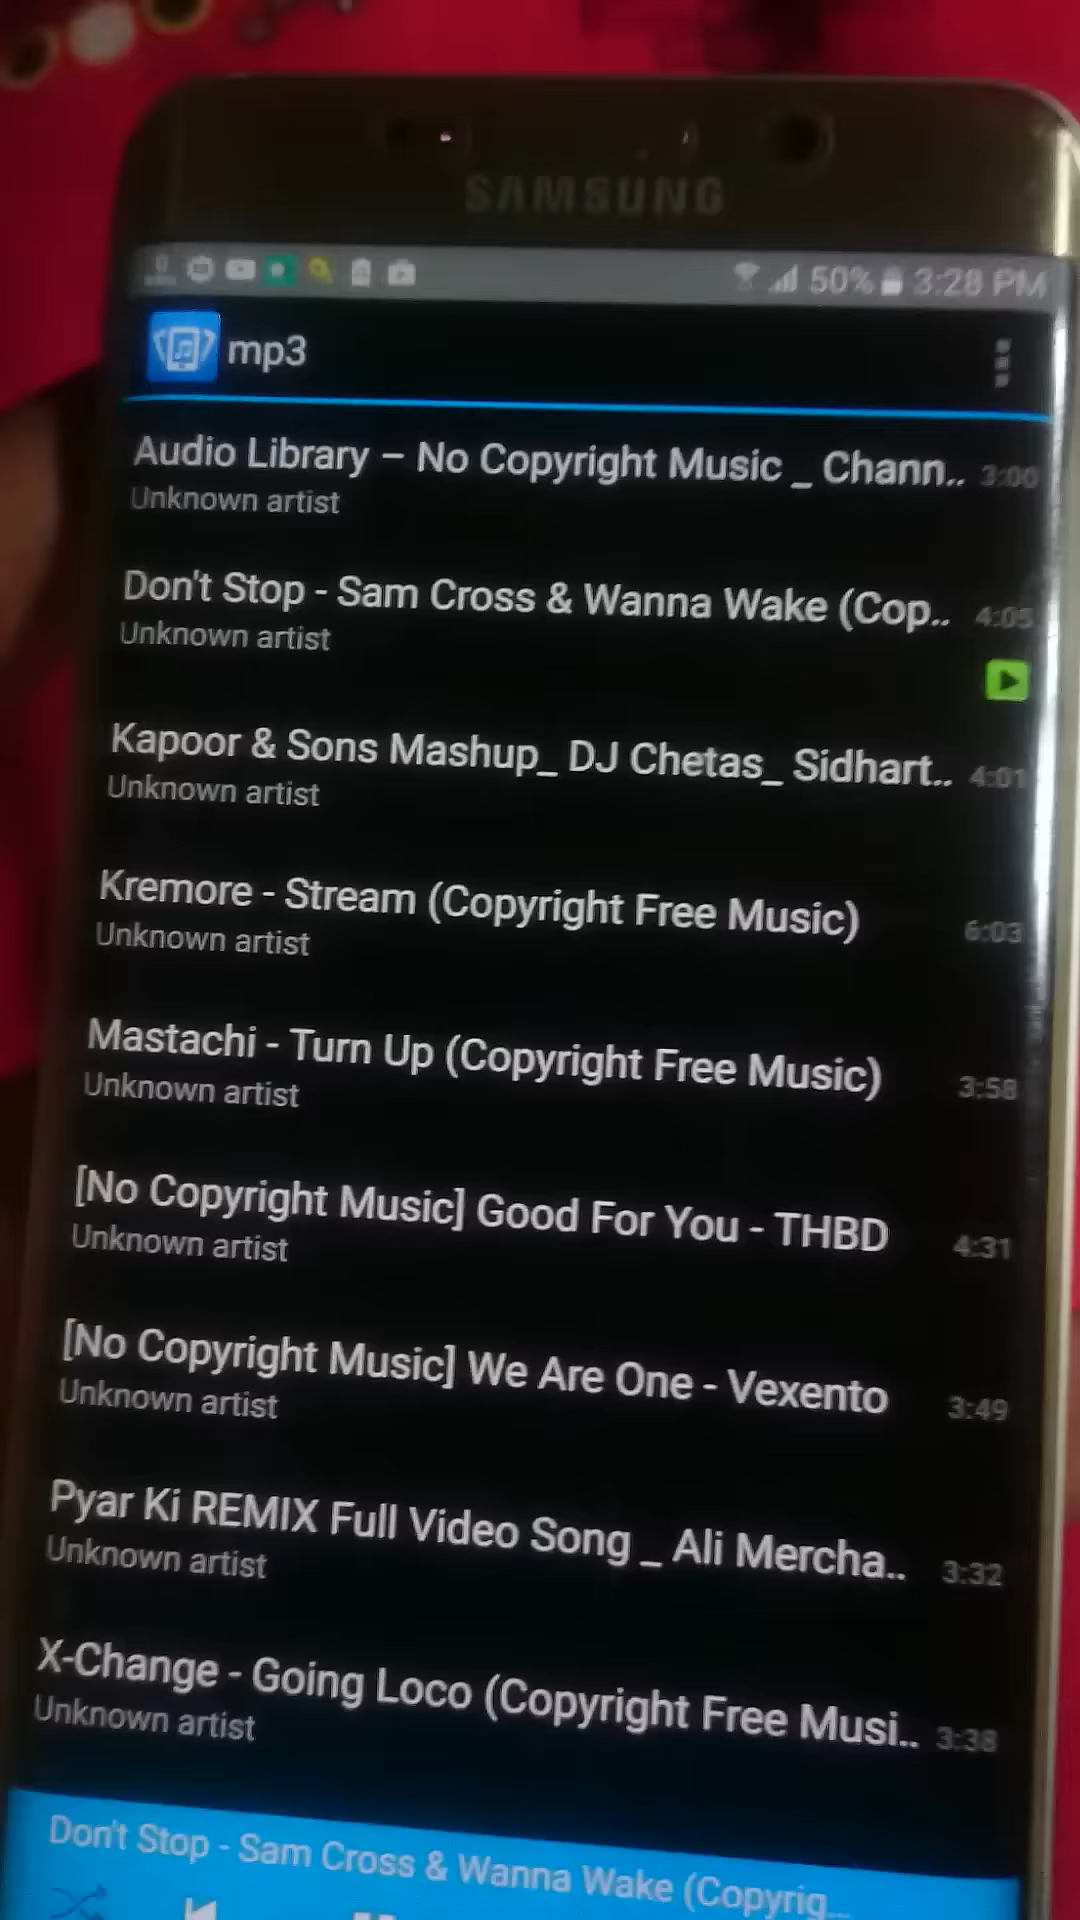 SAMSUNG
50% 3:28 PM
mp3
Audio Library – No Copyright Music _ Chann.. 3:00
Unknown artist
Don't Stop - Sam Cross & Wanna Wake (Cop.. 4:05
Unknown artist
Kapoor & Sons Mashup_ DJ Chetas_ Sidhart.. 4:01
Unknown artist
Kremore - Stream (Copyright Free Music) 6:03
Unknown artist
Mastachi - Turn Up (Copyright Free Music) 3:58
Unknown artist
[No Copyright Music] Good For You - THBD 4:31
Unknown artist
[No Copyright Music] We Are One - Vexento 3:49
Unknown artist
Pyar Ki REMIX Full Video Song _ Ali Mercha.. 3:32
Unknown artist
X-Change - Going Loco (Copyright Free Musi.. 3:38
Unknown artist
Don't Stop - Sam Cross & Wanna Wake (Copyrig...